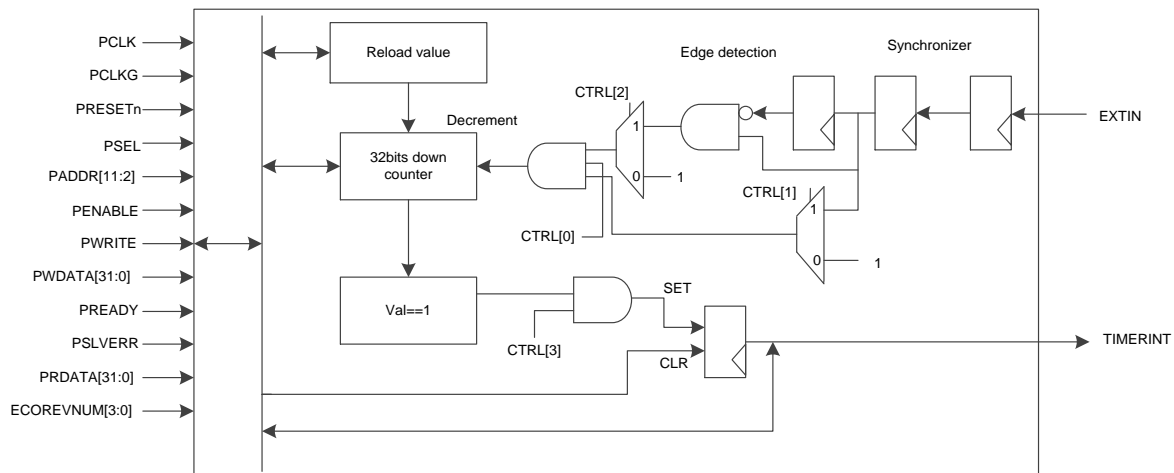 PCLK
PCLKG
PRESETn
PSEL
PADDR[11:2]
PENABLE
PWRITE
PWDATA[31:0]
PREADY
PSLVERR
PRDATA[31:0]
ECOREVNUM[3:0]
Reload value
Edge detection
Synchronizer
CTRL[2]
Decrement
1
EXTIN
32bits down
counter
0
1
CTRL[1]
1
CTRL[0]
0
1
SET
Val==1
CTRL[3]
CLR
TIMERINT